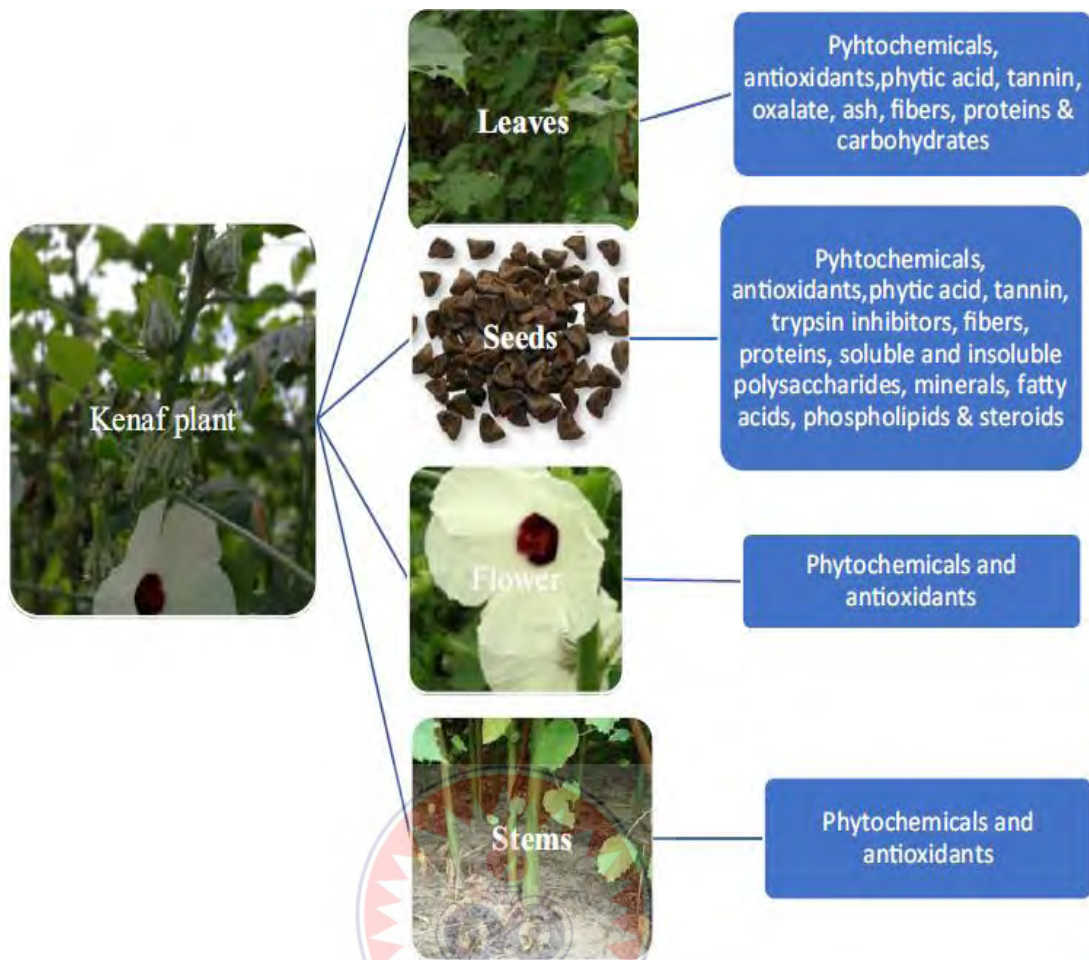 Kenaf plant
Leaves
Pyhtochemicals,
antioxidants,phytic acid, tannin,
oxalate, ash, fibers, proteins &
carbohydrates
Seeds
Pyhtochemicals,
antioxidants,phytic acid, tannin,
trypsin inhibitors, fibers,
proteins, soluble and insoluble
polysaccharides, minerals, fatty
acids, phospholipids & steroids
Flower
Phytochemicals and
antioxidants
Stems
Phytochemicals and
antioxidants